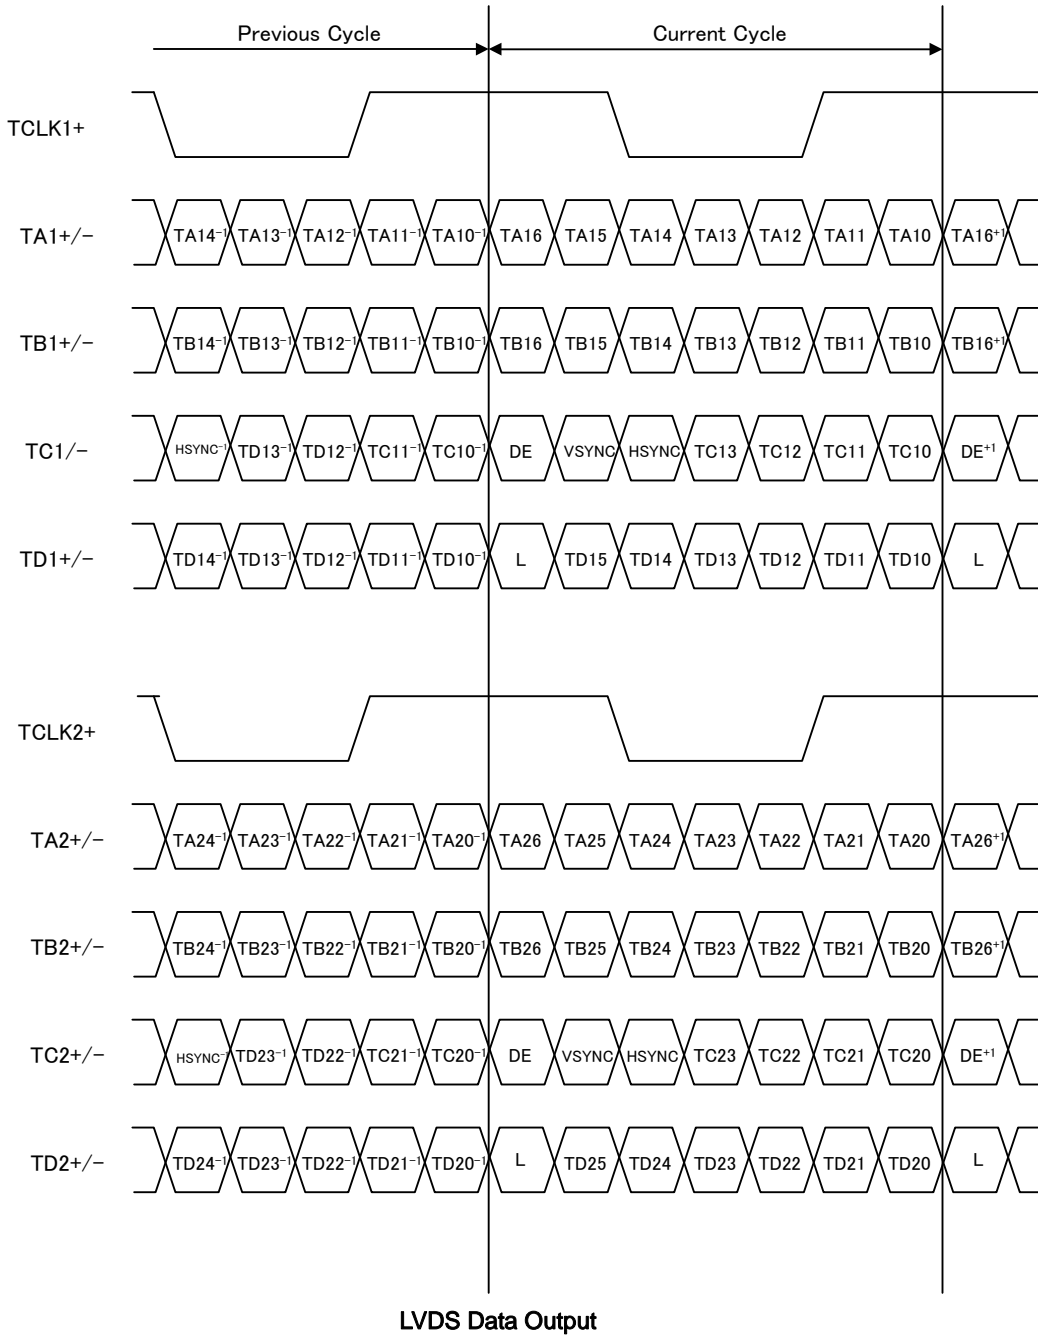 Previous Cycle Current Cycle
TCLK1+
TA1+/- TA14-1 TA13-1 TA12-1 TA11-1 TA10-1 TA16 TA15 TA14 TA13 TA12 TA11 TA10 TA16+1
TB1+/- TB14-1 TB13-1 TB12-1 TB11-1 TB10-1 TB16 TB15 TB14 TB13 TB12 TB11 TB10 TB16+1
TC1/- HSYNC-1 TD13-1 TD12-1 TC11-1 TC10-1 DE VSYNC HSYNC TC13 TC12 TC11 TC10 DE+1
TD1+/- TD14-1 TD13-1 TD12-1 TD11-1 TD10-1 L TD15 TD14 TD13 TD12 TD11 TD10 L
TCLK2+
TA2+/- TA24-1 TA23-1 TA22-1 TA21-1 TA20-1 TA26 TA25 TA24 TA23 TA22 TA21 TA20 TA26+1
TB2+/- TB24-1 TB23-1 TB22-1 TB21-1 TB20-1 TB26 TB25 TB24 TB23 TB22 TB21 TB20 TB26+1
TC2+/- HSYNC-1 TD23-1 TD22-1 TC21-1 TC20-1 DE VSYNC HSYNC TC23 TC22 TC21 TC20 DE+1
TD2+/- TD24-1 TD23-1 TD22-1 TD21-1 TD20-1 L TD25 TD24 TD23 TD22 TD21 TD20 L
LVDS Data Output